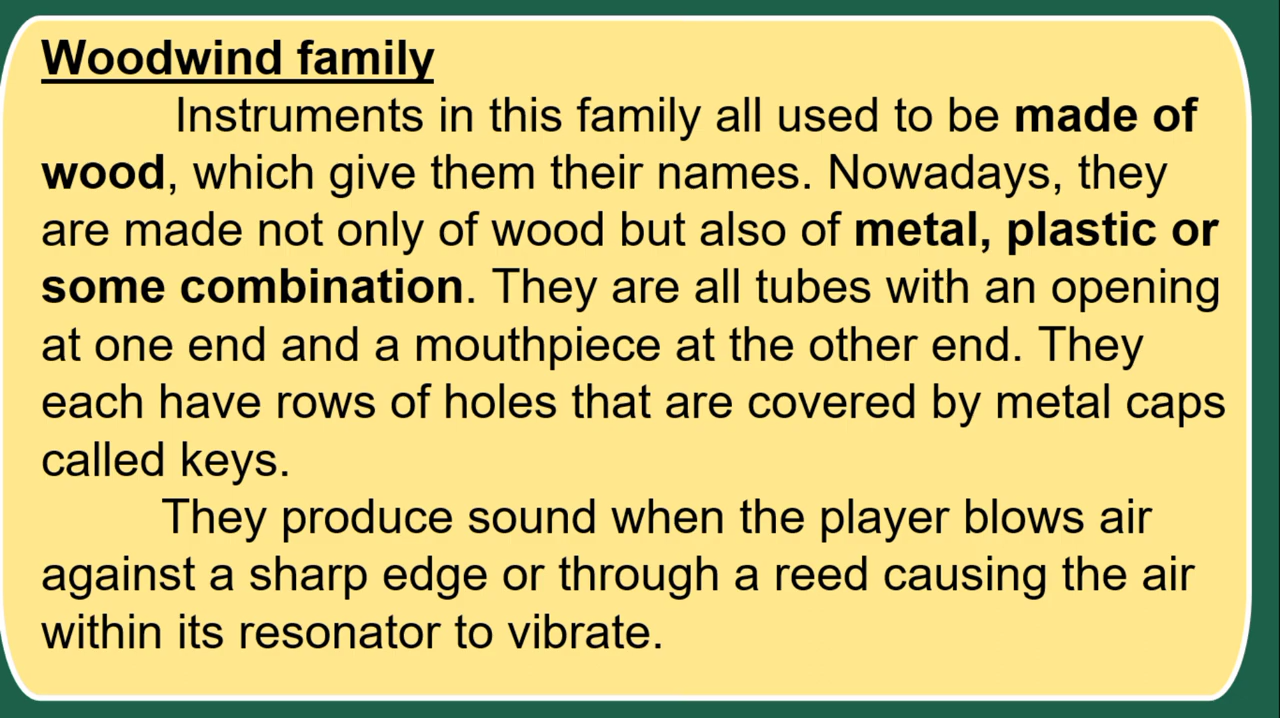 Woodwind family
Instruments in this family all used to be made of
wood, which give them their names. Nowadays, they
are made not only of wood but also of metal, plastic or
some combination. They are all tubes with an opening
at one end and a mouthpiece at the other end. They
each have rows of holes that are covered by metal caps
called keys.
They produce sound when the player blows air
against a sharp edge or through a reed causing the air
within its resonator to vibrate.